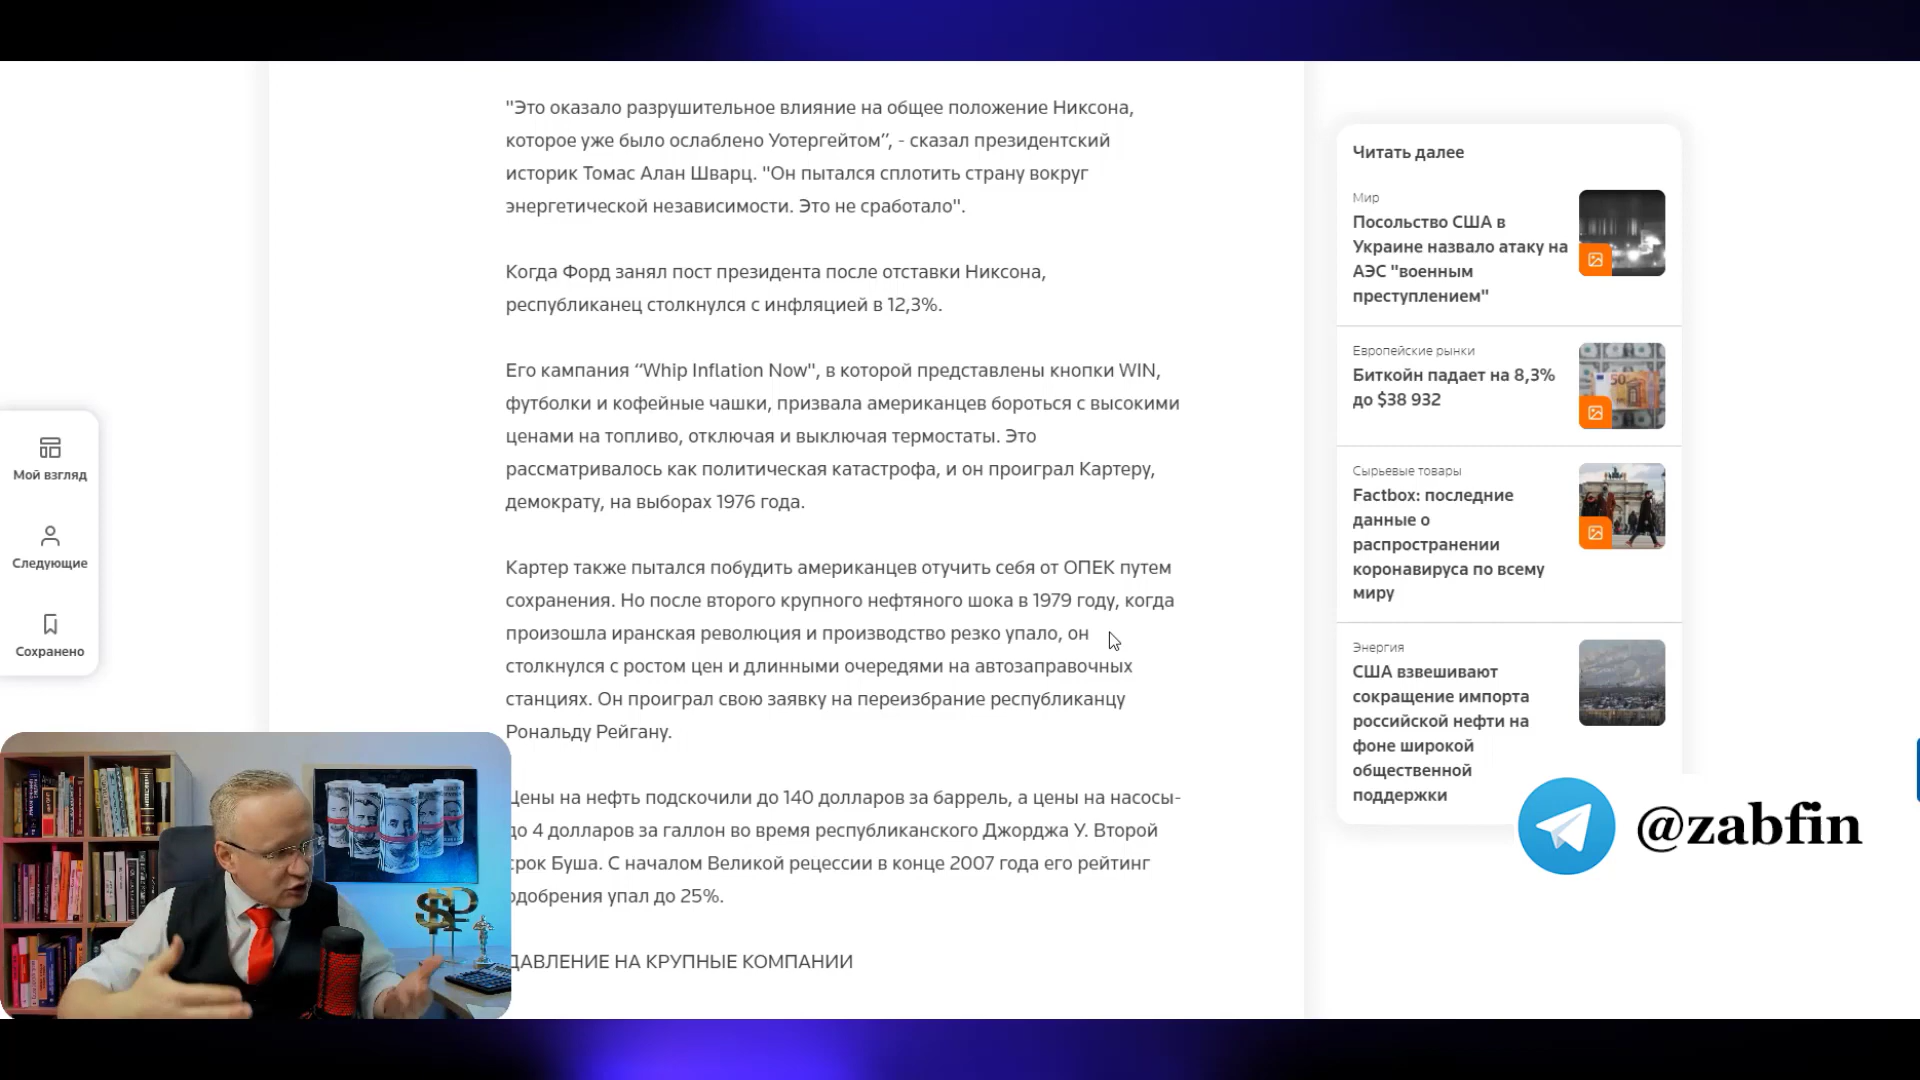 "Это оказало разрушительное влияние на общее положение Никсона,
которое уже было ослаблено Уотергейтом”, - сказал президентский
историк Томас Алан Шварц. "Он пытался сплотить страну вокруг
энергетической независимости. Это не сработало".
Когда Форд занял пост президента после отставки Никсона,
республиканец столкнулся с инфляцией в 12,3%.
Его кампания “Whip Inflation Now", в которой представлены кнопки WIN,
футболки и кофейные чашки, призвала американцев бороться с высокими
ценами на топливо, отключая и выключая термостаты. Это
рассматривалось как политическая катастрофа, и он проиграл Картеру,
демократу, на выборах 1976 года.
Картер также пытался побудить американцев отучить себя от ОПЕК путем
сохранения. Но после второго крупного нефтяного шока в 1979 году, когда
произошла иранская революция и производство резко упало, он
столкнулся с ростом цен и длинными очередями на автозаправочных
станциях. Он проиграл свою заявку на переизбрание республиканцу
Рональду Рейгану.
Цены на нефть подскочили до 140 долларов за баррель, а цены на насосы-
до 4 долларов за галлон во время республиканского Джорджа У. Второй
срок Буша. С началом Великой рецессии в конце 2007 года его рейтинг
одобрения упал до 25%.
ДАВЛЕНИЕ НА КРУПНЫЕ КОМПАНИИ
Мой взгляд
Следующие
Сохранено
Читать далее
Мир
Посольство США в
Украине назвало атаку на
АЭС "военным
преступлением"
Европейские рынки
Биткойн падает на 8,3%
до $38 932
Сырьевые товары
Factbox: последние
данные о
распространении
коронавируса по всему
миру
Энергия
США взвешивают
сокращение импорта
российской нефти на
фоне широкой
общественной
поддержки
@zabfin